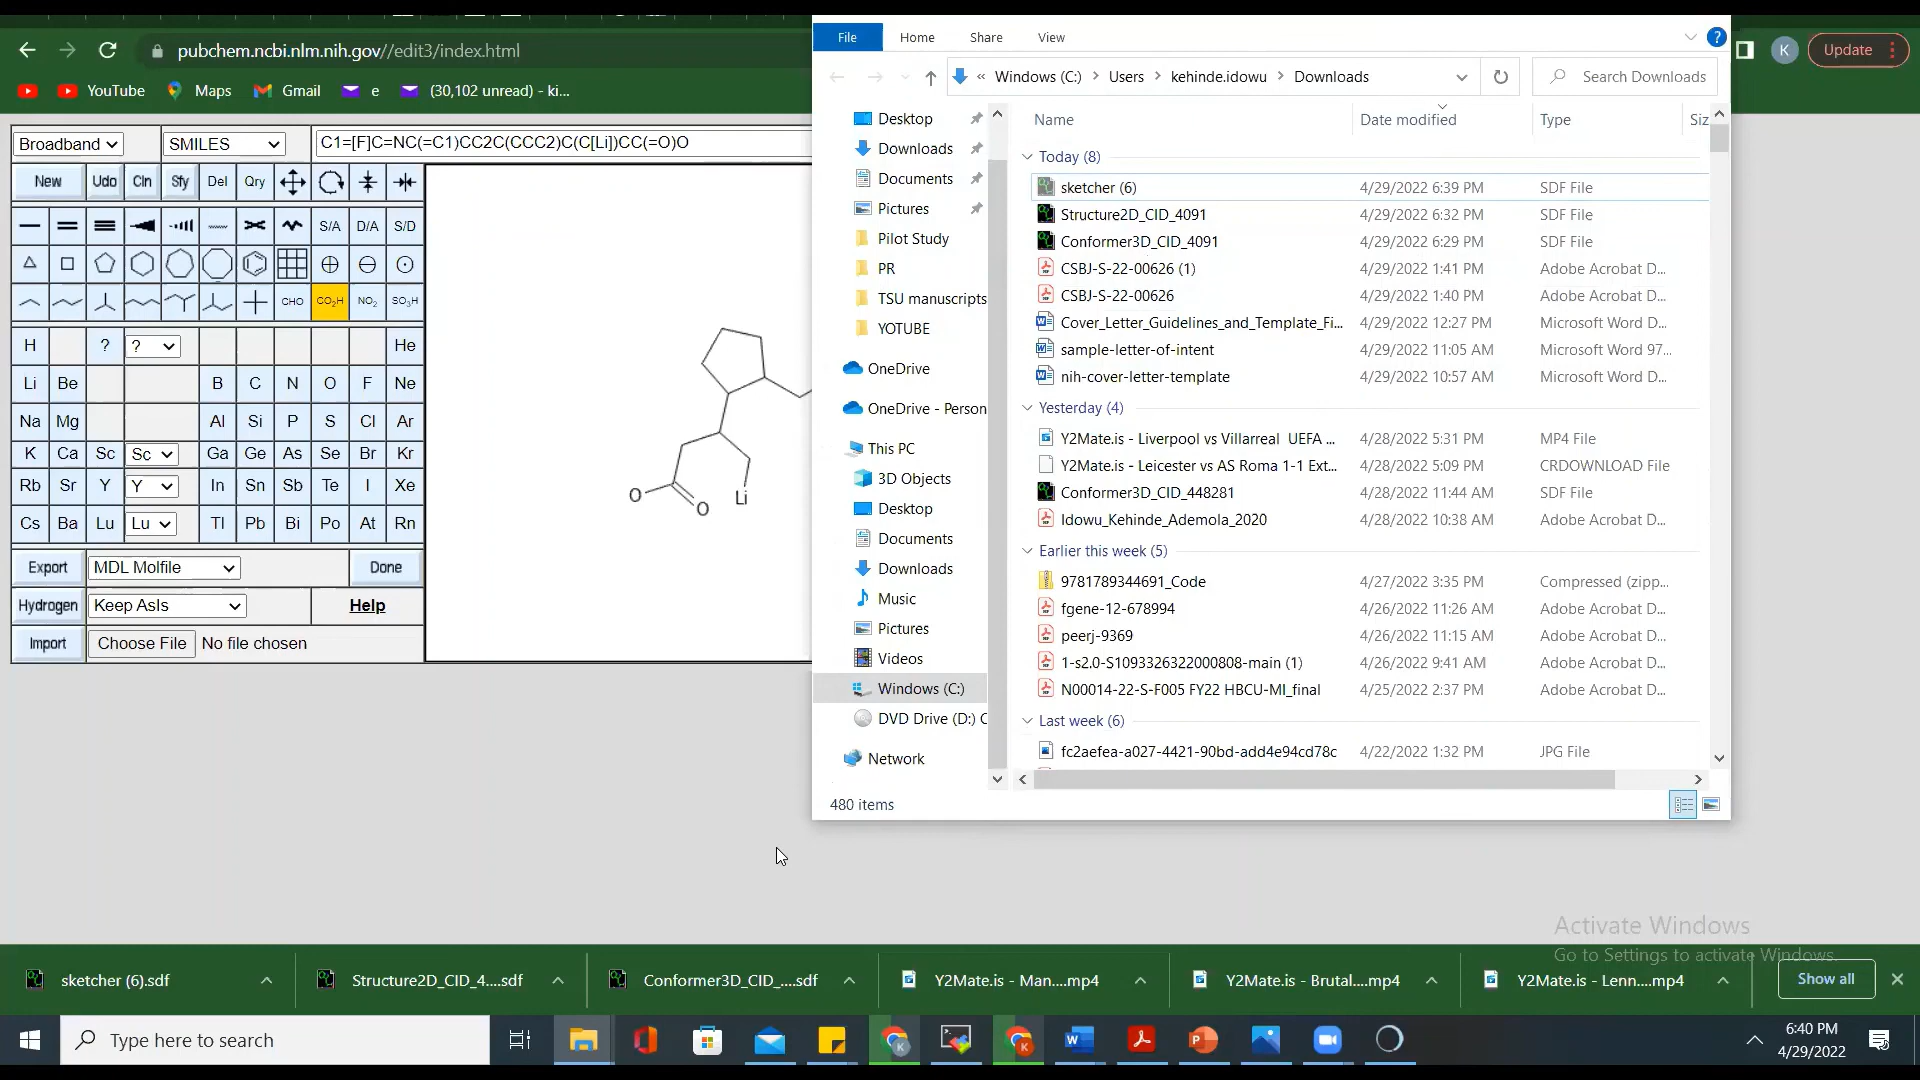 pubchem.ncbi.nlm.nih.gov//edit3/index.html
K
Update
YouTube
Maps
Gmail
e
(30,102 unread) - ki...
File
Home
Share
View
?
« Windows (C:) > Users > kehinde.idowu > Downloads
Search Downloads
Broadband
SMILES
C1=[F]C=NC(=C1)CC2C(CCC2)C(C[Li])CC(=O)O
New
Udo
Cln
Sfy
Del
Qry
S/A
D/A
S/D
CHO
CO2H
NO2
SO3H
H
?
?
He
Li
Be
B
C
N
O
F
Ne
Na
Mg
Al
Si
P
S
Cl
Ar
K
Ca
Sc
Sc
Ga
Ge
As
Se
Br
Kr
Rb
Sr
Y
Y
In
Sn
Sb
Te
I
Xe
Cs
Ba
Lu
Lu
Tl
Pb
Bi
Po
At
Rn
Export
MDL Molfile
Done
Hydrogen
Keep AsIs
Help
Import
Choose File
No file chosen
O
O
Li
Desktop
Downloads
Documents
Pictures
Pilot Study
PR
TSU manuscripts
YOTUBE
OneDrive
OneDrive - Person
This PC
3D Objects
Desktop
Documents
Downloads
Music
Pictures
Videos
Windows (C:)
DVD Drive (D:) C
Network
Name
Date modified
Type
Siz
Today (8)
sketcher (6) 4/29/2022 6:39 PM SDF File
Structure2D_CID_4091 4/29/2022 6:32 PM SDF File
Conformer3D_CID_4091 4/29/2022 6:29 PM SDF File
CSBJ-S-22-00626 (1) 4/29/2022 1:41 PM Adobe Acrobat D...
CSBJ-S-22-00626 4/29/2022 1:40 PM Adobe Acrobat D...
Cover_Letter_Guidelines_and_Template_Fi... 4/29/2022 12:27 PM Microsoft Word D...
sample-letter-of-intent 4/29/2022 11:05 AM Microsoft Word 97...
nih-cover-letter-template 4/29/2022 10:57 AM Microsoft Word D...
Yesterday (4)
Y2Mate.is - Liverpool vs Villarreal UEFA ... 4/28/2022 5:31 PM MP4 File
Y2Mate.is - Leicester vs AS Roma 1-1 Ext... 4/28/2022 5:09 PM CRDOWNLOAD File
Conformer3D_CID_448281 4/28/2022 11:44 AM SDF File
Idowu_Kehinde_Ademola_2020 4/28/2022 10:38 AM Adobe Acrobat D...
Earlier this week (5)
9781789344691_Code 4/27/2022 3:35 PM Compressed (zipp...
fgene-12-678994 4/26/2022 11:26 AM Adobe Acrobat D...
peerj-9369 4/26/2022 11:15 AM Adobe Acrobat D...
1-s2.0-S1093326322000808-main (1) 4/26/2022 9:41 AM Adobe Acrobat D...
N00014-22-S-F005 FY22 HBCU-MI_final 4/25/2022 2:37 PM Adobe Acrobat D...
Last week (6)
fc2aefea-a027-4421-90bd-add4e94cd78c 4/22/2022 1:32 PM JPG File
480 items
Activate Windows
Go to Settings to activate Windows.
sketcher (6).sdf
Structure2D_CID_4....sdf
Conformer3D_CID_....sdf
Y2Mate.is - Man....mp4
Y2Mate.is - Brutal....mp4
Y2Mate.is - Lenn....mp4
Show all
Type here to search
6:40 PM
4/29/2022